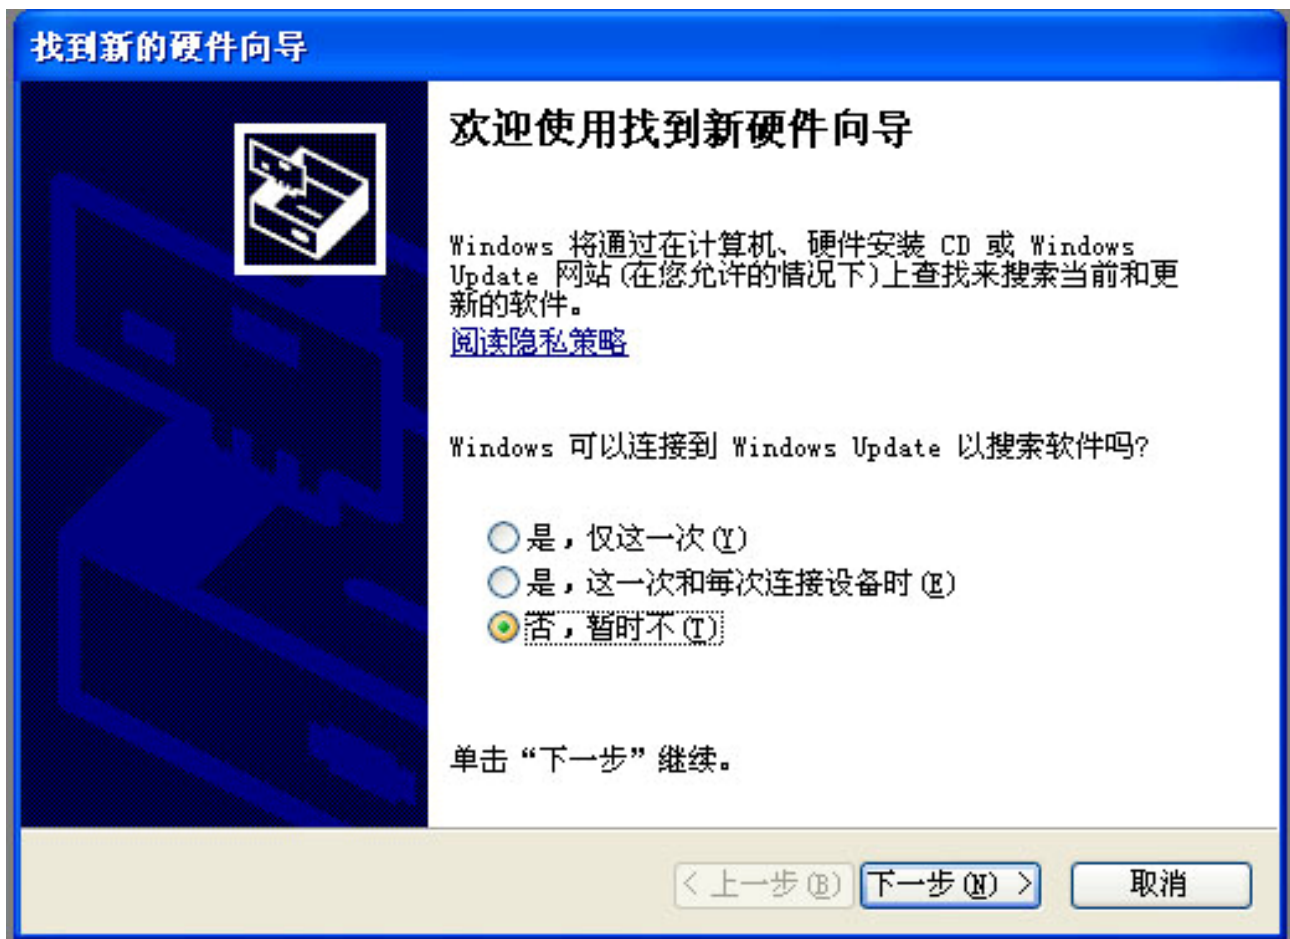 找到新的硬件向导
欢迎使用找到新硬件向导
Windows 将通过在计算机、硬件安装 CD 或 Windows
Update 网站(在您允许的情况下)上查找来搜索当前和更
新的软件。
阅读隐私策略
Windows 可以连接到 Windows Update 以搜索软件吗?
是，仅这一次(Y)
是，这一次和每次连接设备时(E)
否，暂时不(T)
单击“下一步”继续。
< 上一步(B) 下一步(N) > 取消